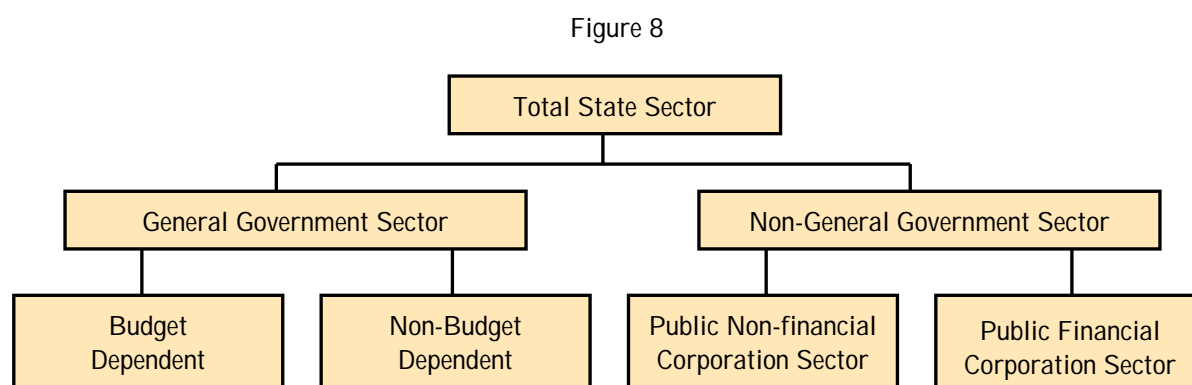 Figure 8
Total State Sector
General Government Sector
Non-General Government Sector
Budget
Dependent
Non-Budget
Dependent
Public Non-financial
Corporation Sector
Public Financial
Corporation Sector